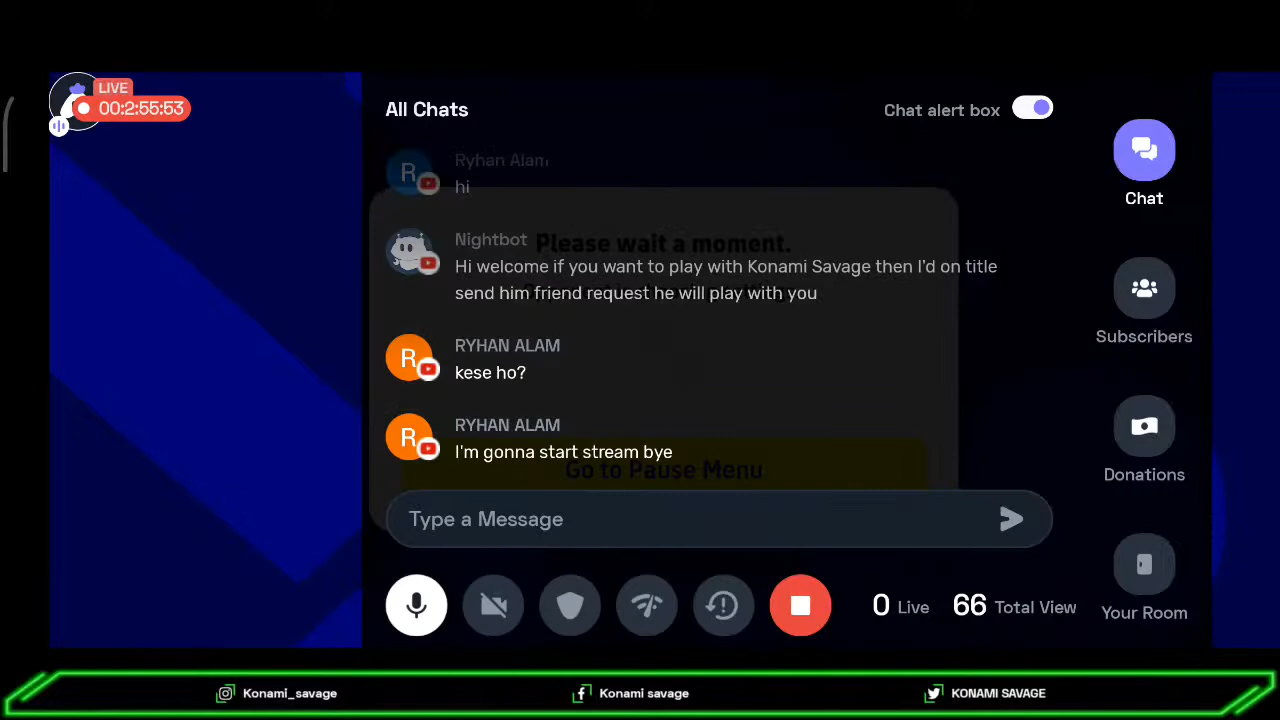 LIVE
00:2:55:53
All Chats
Chat alert box
Ryhan Alam
hi
Nightbot
Please wait a moment.
Hi welcome if you want to play with Konami Savage then I'd on title
send him friend request he will play with you
RYHAN ALAM
kese ho?
RYHAN ALAM
I'm gonna start stream bye
Go to Pause Menu
Type a Message
0 Live
66 Total View
Chat
Subscribers
Donations
Your Room
Konami_savage
Konami savage
KONAMI SAVAGE